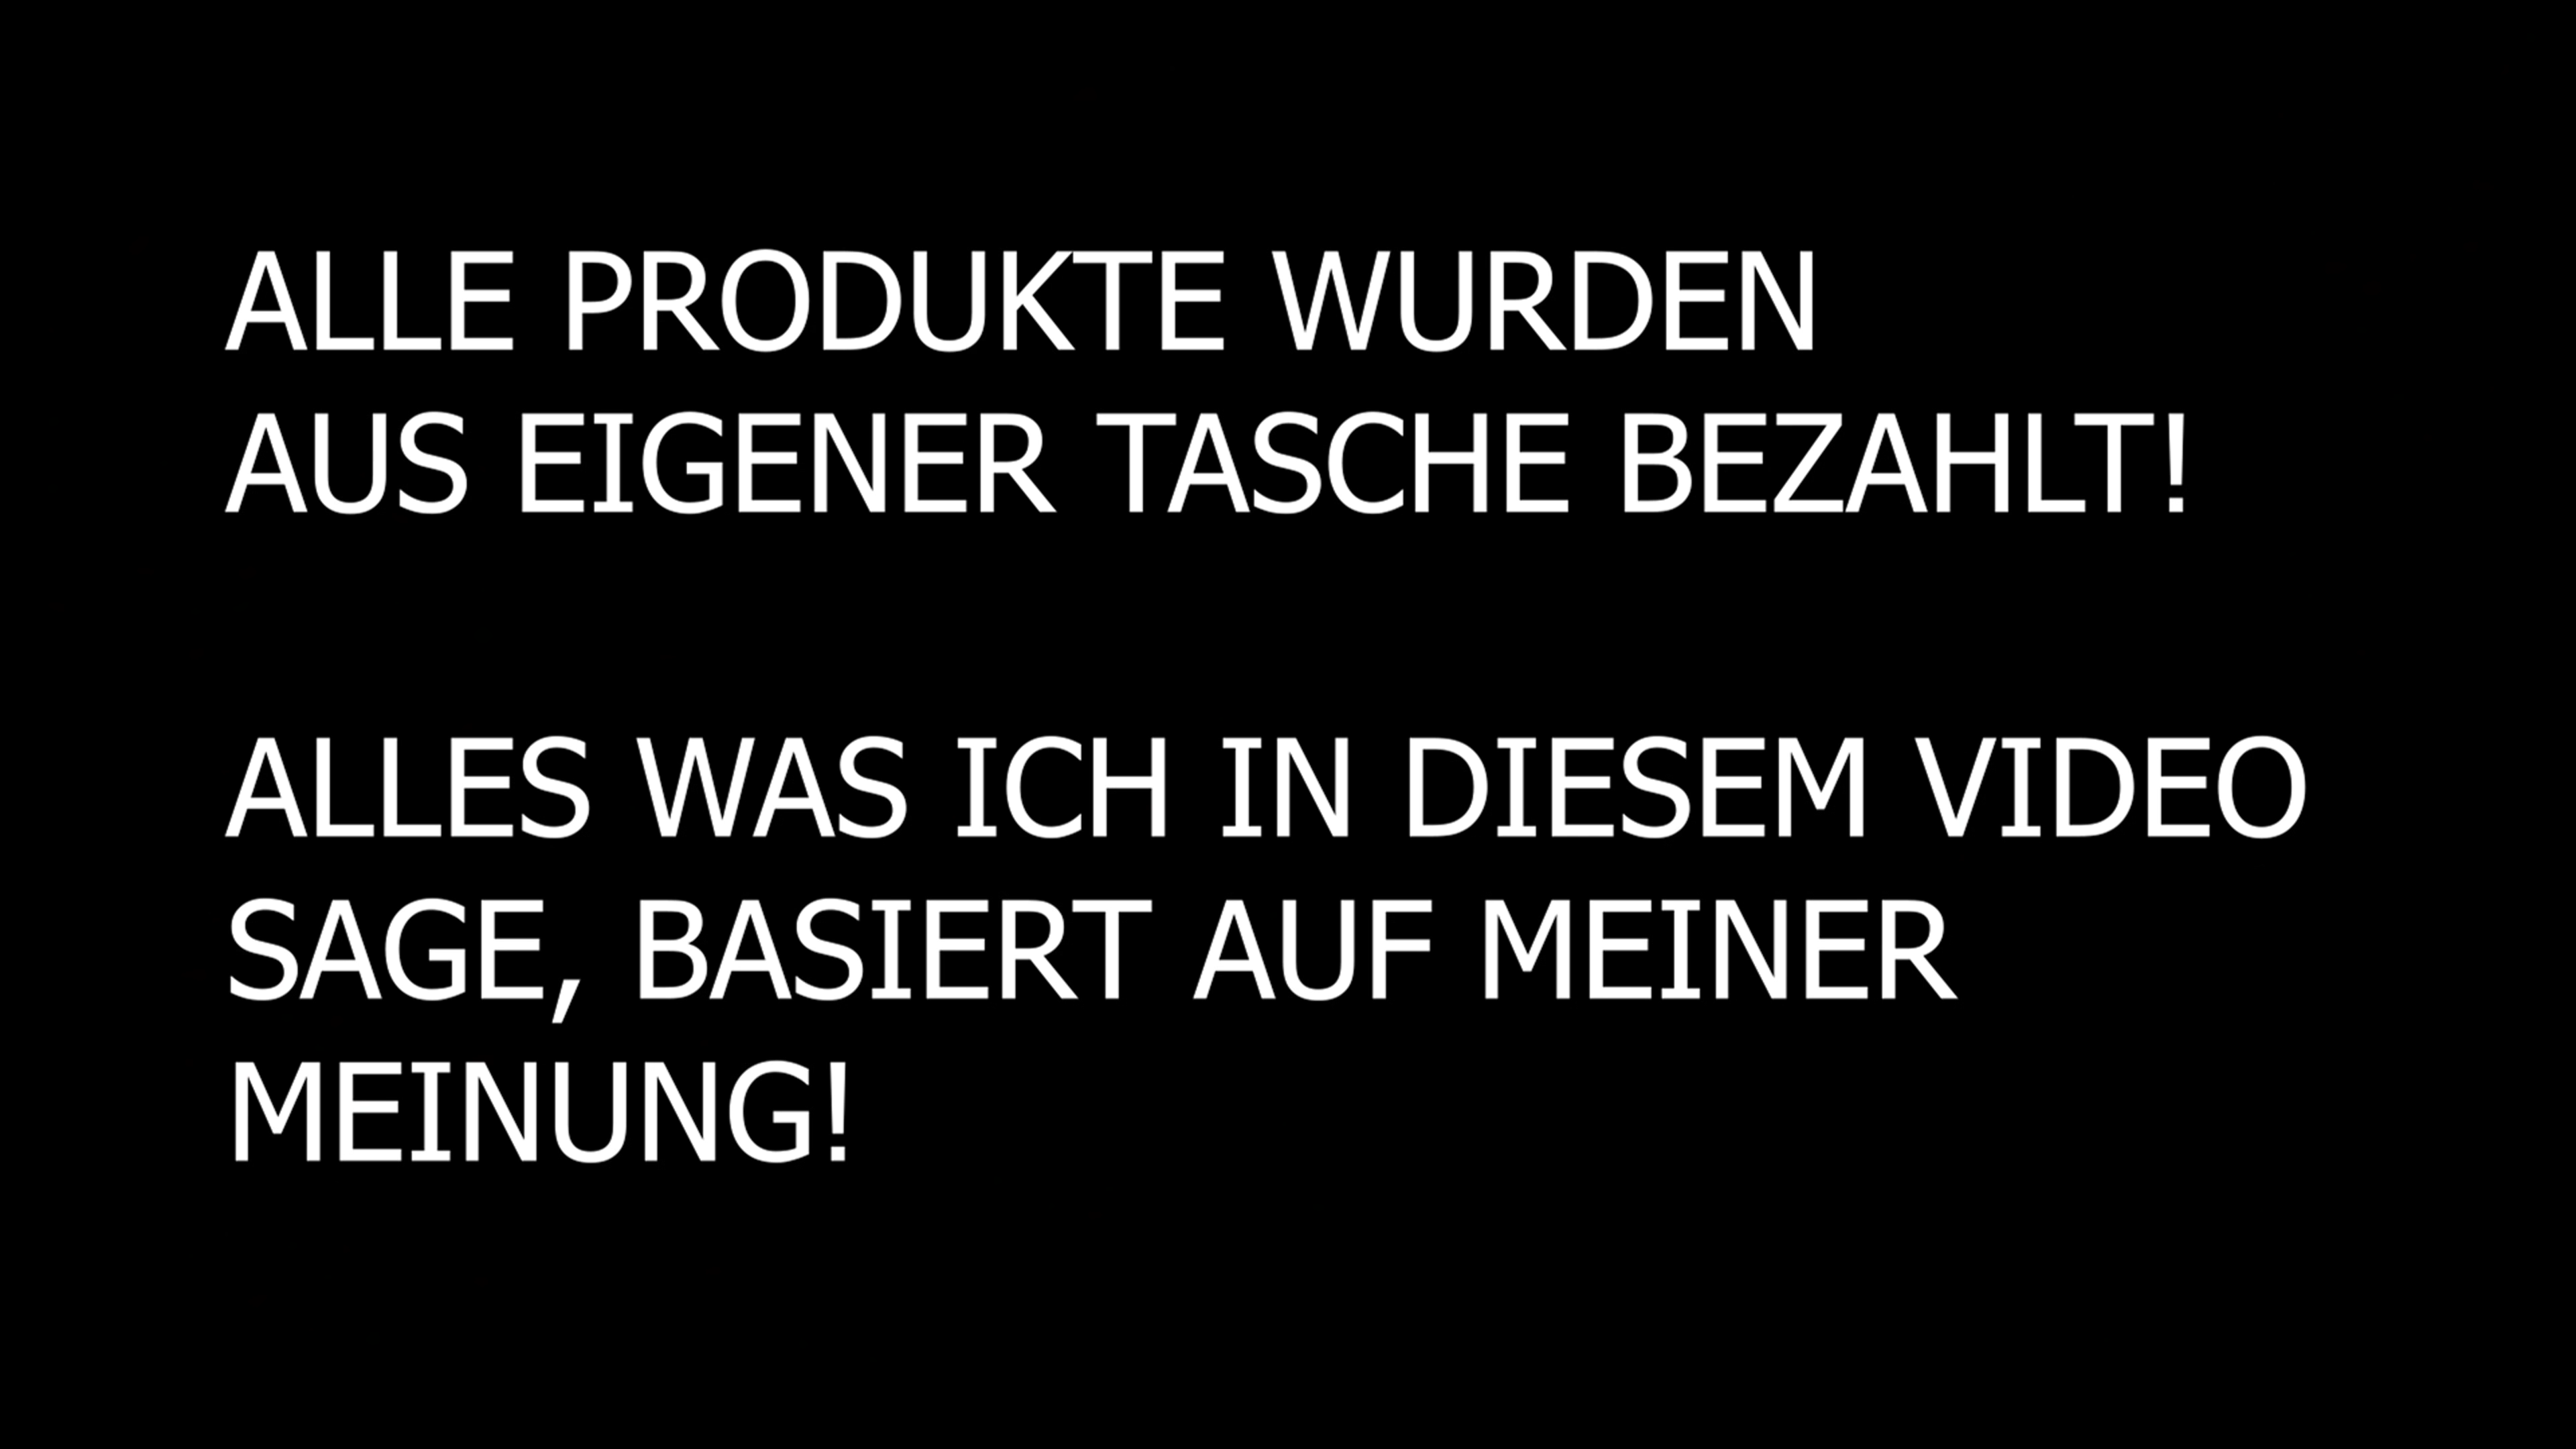 ALLE PRODUKTE WURDEN
AUS EIGENER TASCHE BEZAHLT!
ALLES WAS ICH IN DIESEM VIDEO
SAGE, BASIERT AUF MEINER
MEINUNG!